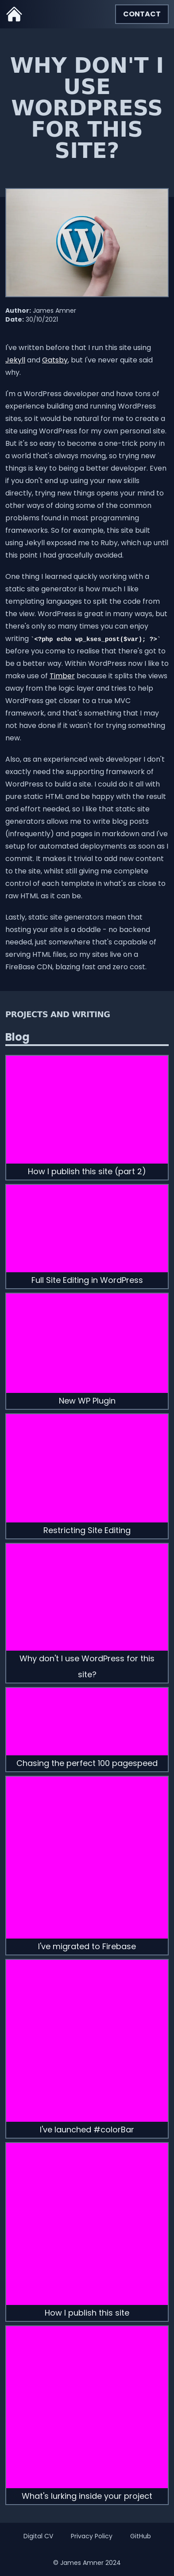 CONTACT
WHY DON'T I
USE
WORDPRESS
FOR THIS
SITE?
Author: James Amner
Date: 30/10/2021
I've written before that I run this site using
Jekyll and Gatsby, but I've never quite said
why.
I'm a WordPress developer and have tons of
experience building and running WordPress
sites, so it would be natural for me to create a
site using WordPress for my own personal site.
But it's so easy to become a one-trick pony in
a world that's always moving, so trying new
things is key to being a better developer. Even
if you don't end up using your new skills
directly, trying new things opens your mind to
other ways of doing some of the common
problems found in most programming
frameworks. So for example, this site built
using Jekyll exposed me to Ruby, which up until
this point I had gracefully avoided.
One thing I learned quickly working with a
static site generator is how much I like
templating languages to split the code from
the view. WordPress is great in many ways, but
there's only so many times you can enjoy
writing `<?php echo wp_kses_post($var); ?>`
before you come to realise that there's got to
be a better way. Within WordPress now I like to
make use of Timber because it splits the views
away from the logic layer and tries to help
WordPress get closer to a true MVC
framework, and that's something that I may
not have done if it wasn't for trying something
new.
Also, as an experienced web developer I don't
exactly need the supporting framework of
WordPress to build a site. I could do it all with
pure static HTML and be happy with the result
and effort needed, so I like that static site
generators allows me to write blog posts
(infrequently) and pages in markdown and i've
setup for automated deployments as soon as I
commit. It makes it trivial to add new content
to the site, whilst still giving me complete
control of each template in what's as close to
raw HTML as it can be.
Lastly, static site generators mean that
hosting your site is a doddle - no backend
needed, just somewhere that's capabale of
serving HTML files, so my sites live on a
FireBase CDN, blazing fast and zero cost.
PROJECTS AND WRITING
Blog
How I publish this site (part 2)
Full Site Editing in WordPress
New WP Plugin
Restricting Site Editing
Why don't I use WordPress for this
site?
Chasing the perfect 100 pagespeed
I've migrated to Firebase
I've launched #colorBar
How I publish this site
What's lurking inside your project
Digital CV Privacy Policy GitHub
© James Amner 2024